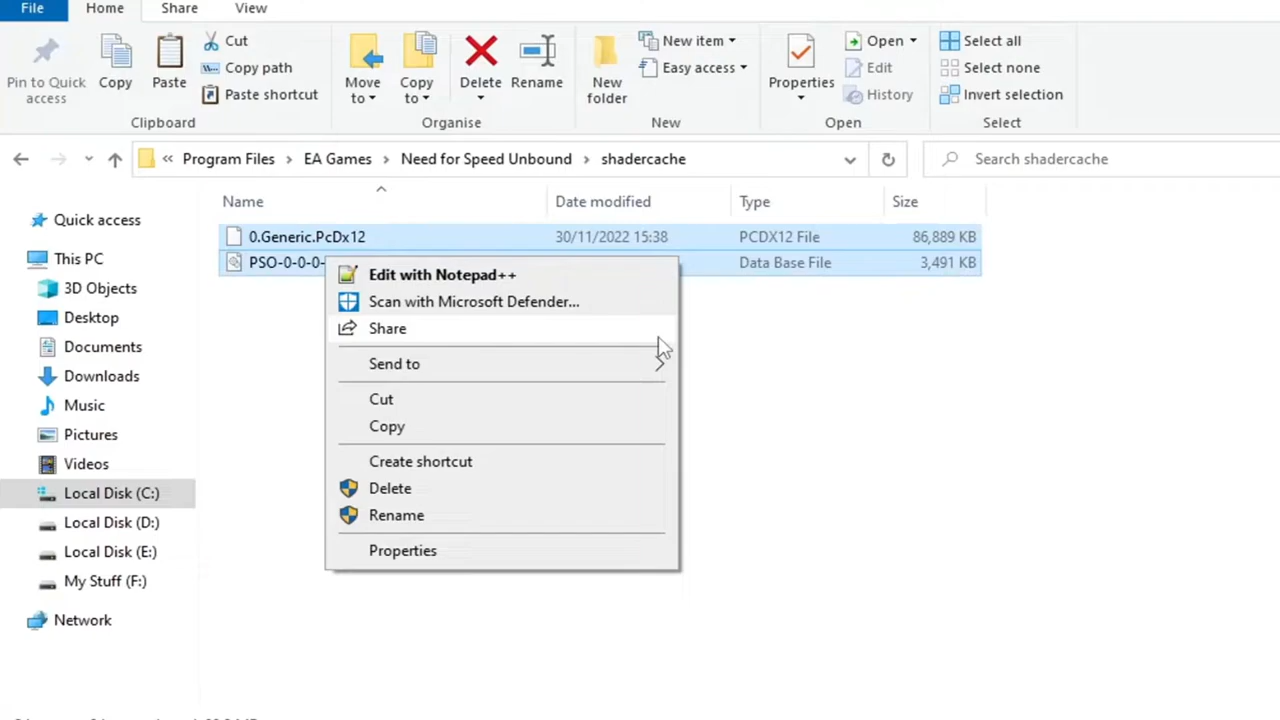 File Home Share View
Pin to Quick access
Copy
Paste
Cut
Copy path
Paste shortcut
Clipboard
Move to
Copy to
Delete
Rename
Organise
New folder
New item
Easy access
New
Properties
Open
Edit
History
Open
Select all
Select none
Invert selection
Select
« Program Files > EA Games > Need for Speed Unbound > shadercache
Search shadercache
Name Date modified Type Size
0.Generic.PcDx12 30/11/2022 15:38 PCDX12 File 86,889 KB
PSO-0-0-0- Data Base File 3,491 KB
Quick access
This PC
3D Objects
Desktop
Documents
Downloads
Music
Pictures
Videos
Local Disk (C:)
Local Disk (D:)
Local Disk (E:)
My Stuff (F:)
Network
Edit with Notepad++
Scan with Microsoft Defender...
Share
Send to
Cut
Copy
Create shortcut
Delete
Rename
Properties